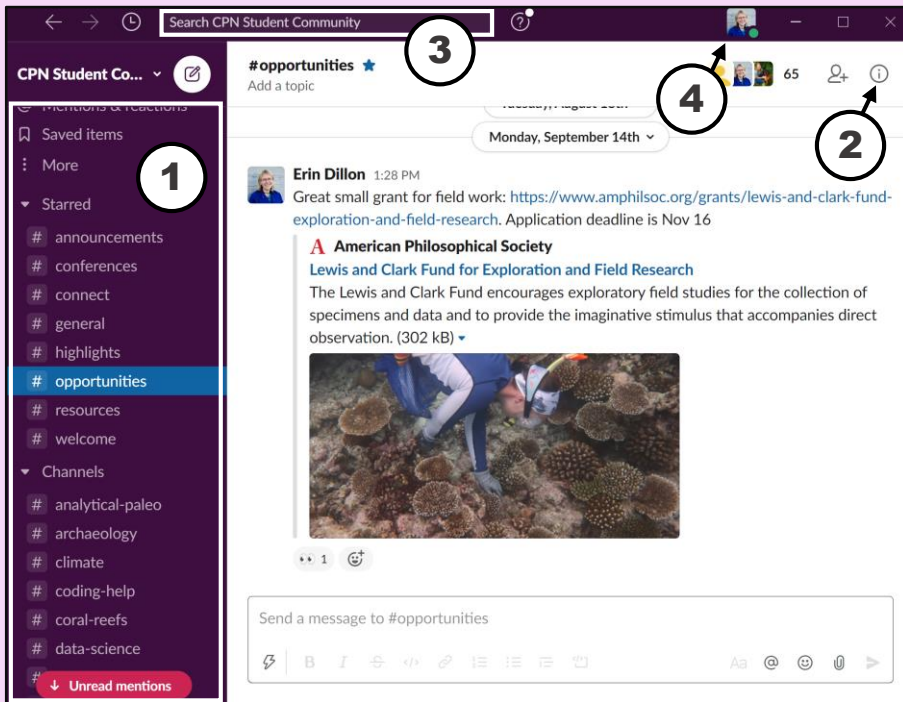 Search CPN Student Community
3
CPN Student Co...
1
Mentions & reactions
Saved items
More
Starred
# announcements
# conferences
# connect
# general
# highlights
# opportunities
# resources
# welcome
Channels
# analytical-paleo
# archaeology
# climate
# coding-help
# coral-reefs
# data-science
#
Unread mentions
#opportunities
Add a topic
4
65
2
Monday, September 14th
Erin Dillon 1:28 PM
Great small grant for field work: https://www.amphilsoc.org/grants/lewis-and-clark-fund-
exploration-and-field-research. Application deadline is Nov 16
A American Philosophical Society
Lewis and Clark Fund for Exploration and Field Research
The Lewis and Clark Fund encourages exploratory field studies for the collection of
specimens and data and to provide the imaginative stimulus that accompanies direct
observation. (302 kB)
1
Send a message to #opportunities
B I S </> Aa @